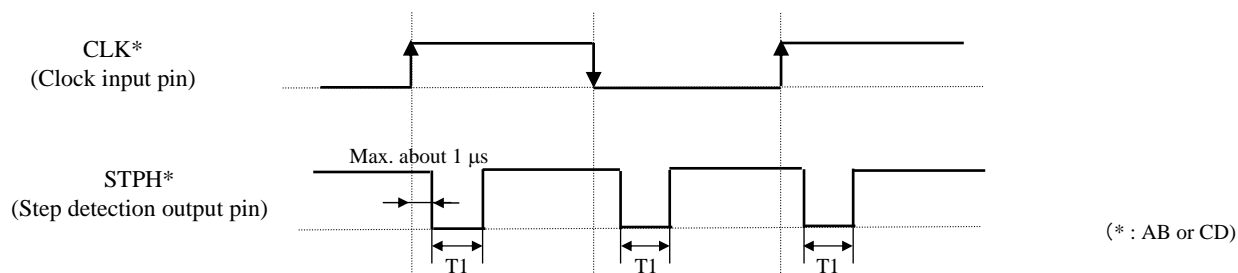 CLK*
(Clock input pin)
Max. about 1 μs
STPH*
(Step detection output pin)
T1 T1 T1
(* : AB or CD)